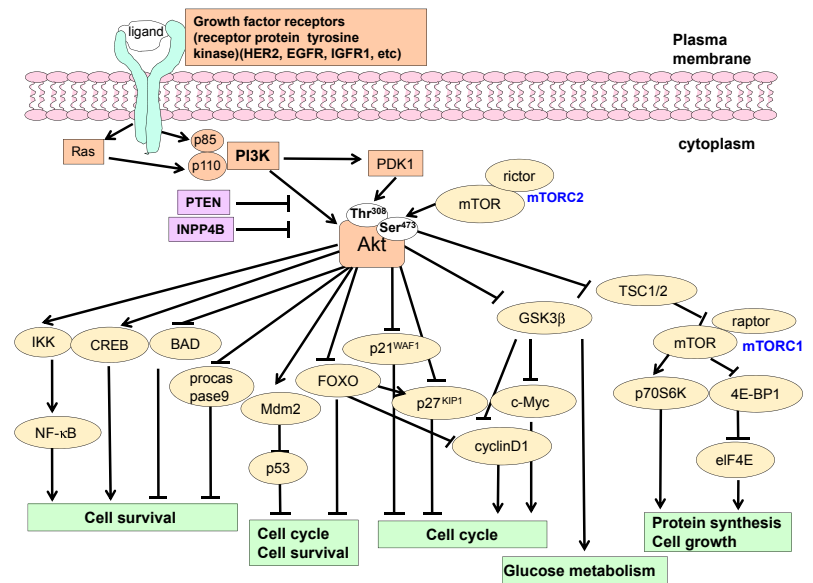 ligand
Growth factor receptors
(receptor protein tyrosine
kinase)(HER2, EGFR, IGFR1, etc)
Plasma
membrane
cytoplasm
Ras
p85
p110
PI3K
PDK1
rictor
mTOR
mTORC2
PTEN
INPP4B
Thr308
Ser473
Akt
TSC1/2
IKK
CREB
BAD
GSK3β
raptor
mTOR
mTORC1
p21WAF1
procas
pase9
FOXO
Mdm2
p27KIP1
c-Myc
p70S6K
4E-BP1
NF-κB
cyclinD1
p53
eIF4E
Cell survival
Cell cycle
Cell survival
Cell cycle
Protein synthesis
Cell growth
Glucose metabolism